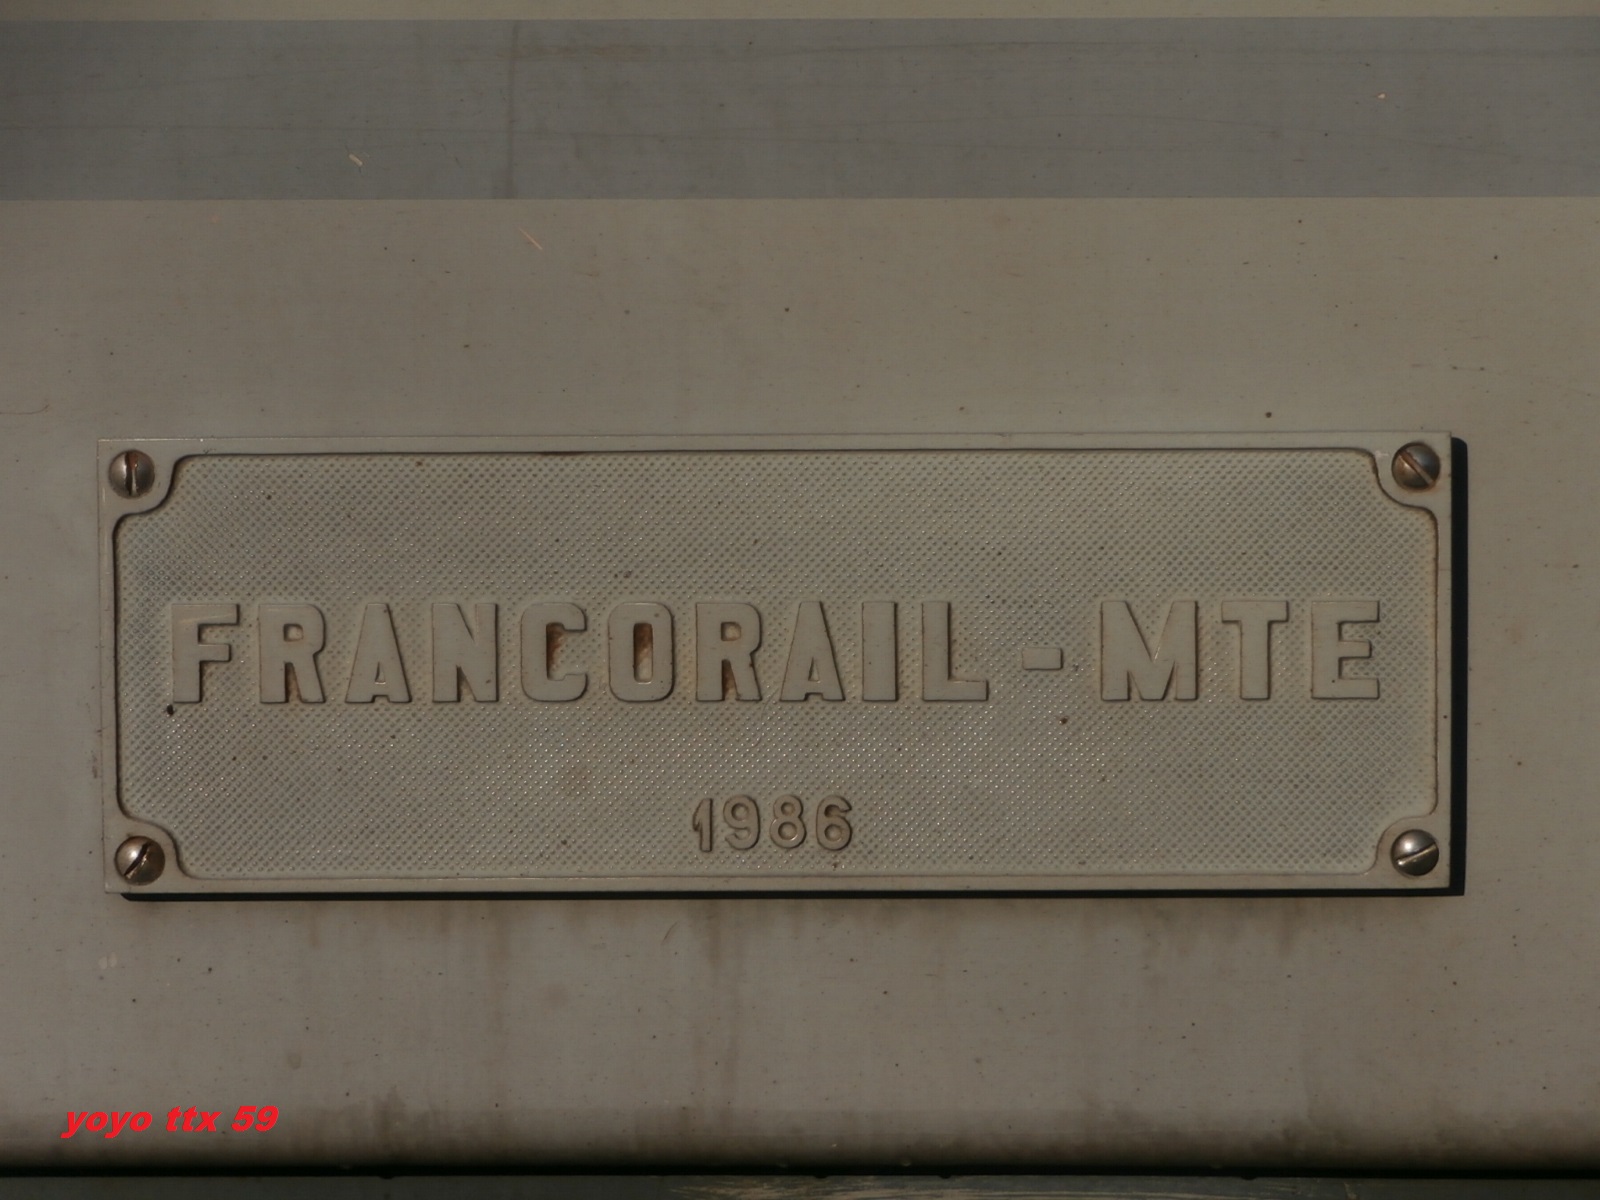 FRANCORAIL - MTE
1986
yoyo ttx 59